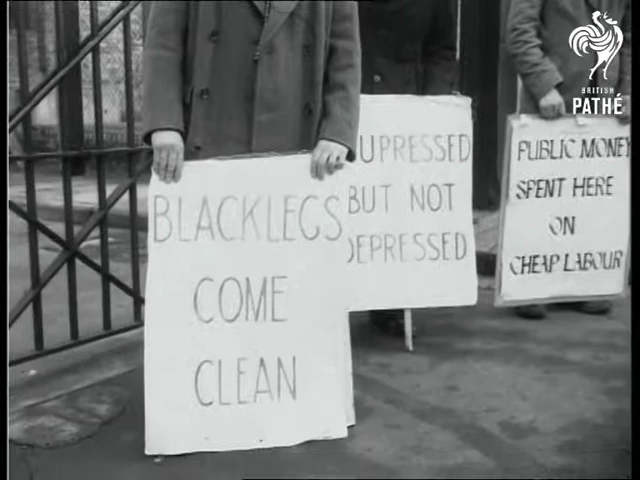 BLACKLEGS
COME
CLEAN
UPRESSED
BUT NOT
DEPRESSED
PUBLIC MONEY
SPENT HERE
ON
CHEAP LABOUR
BRITISH
PATHÉ